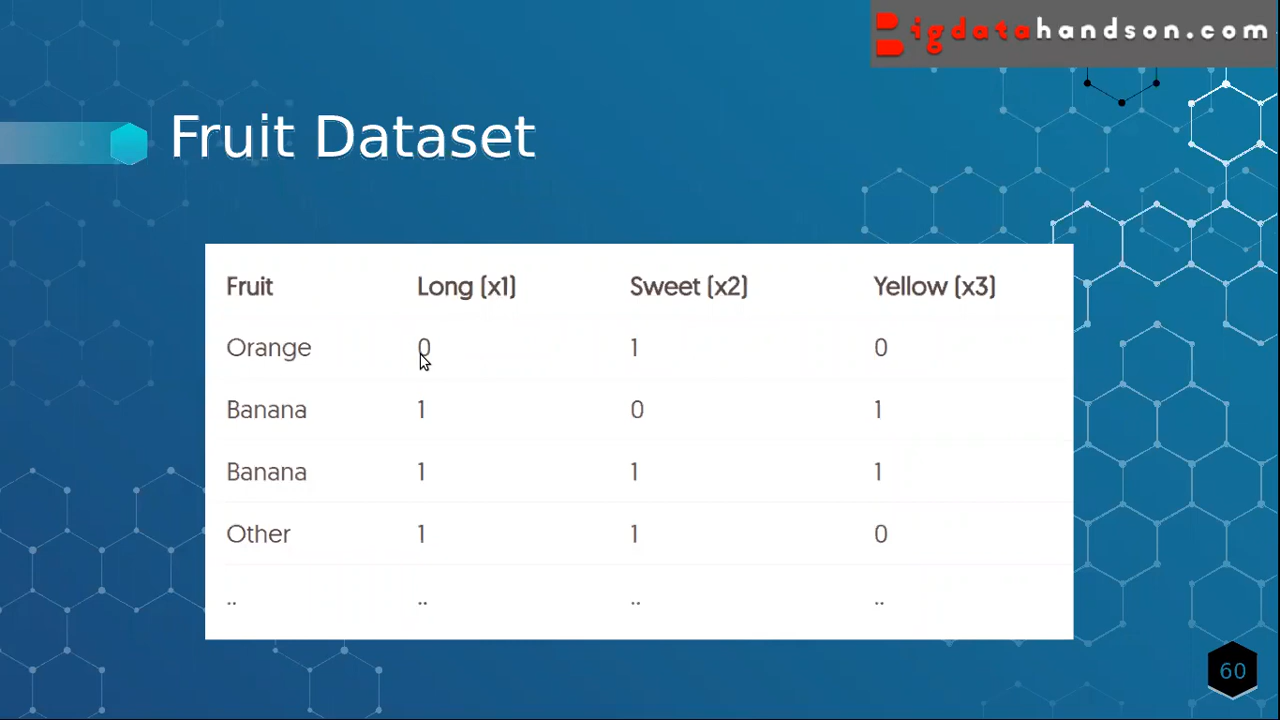 Bigdatahandson.com
Fruit Dataset
Fruit Long (x1) Sweet (x2) Yellow (x3)
Orange 0 1 0
Banana 1 0 1
Banana 1 1 1
Other 1 1 0
.. .. .. ..
60